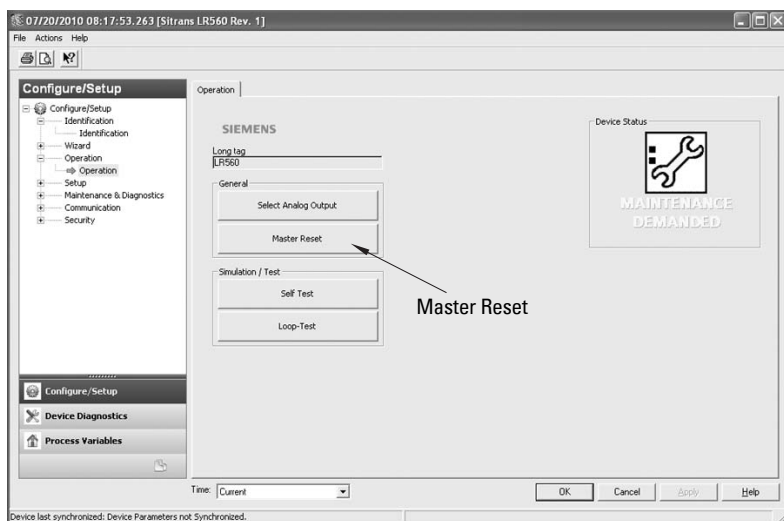 07/20/2010 08:17:53.263 [Sitrans LR560 Rev. 1]
File Actions Help
Configure/Setup
Configure/Setup
Identification
Identification
Wizard
Operation
Operation
Setup
Maintenance & Diagnostics
Communication
Security
Configure/Setup
Device Diagnostics
Process Variables
Operation
SIEMENS
Long tag
LR560
General
Select Analog Output
Master Reset
Simulation / Test
Self Test
Loop-Test
Master Reset
Device Status
MAINTENANCE
DEMANDED
Time: Current
OK Cancel Apply Help
Device last synchronized: Device Parameters not Synchronized.